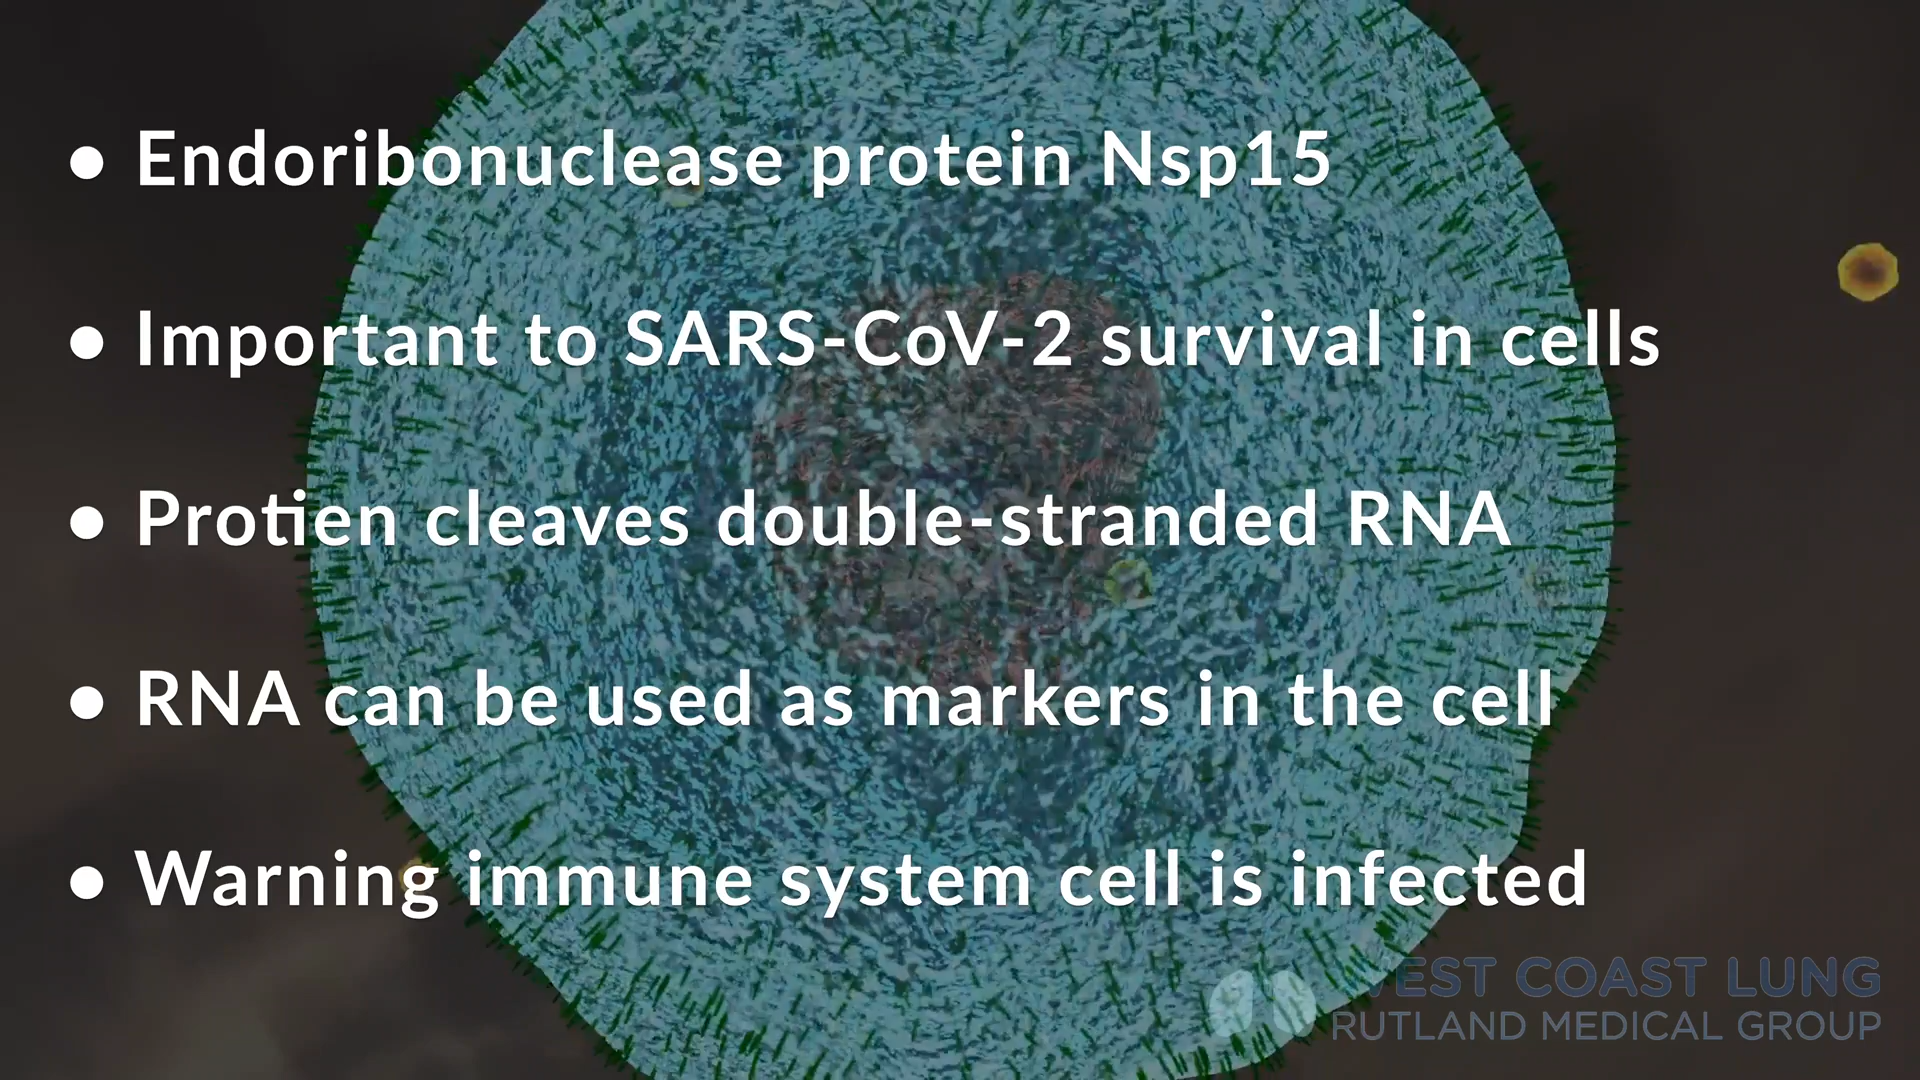 • Endoribonuclease protein Nsp15
• Important to SARS-CoV-2 survival in cells
• Protien cleaves double-stranded RNA
• RNA can be used as markers in the cell
• Warning immune system cell is infected
WEST COAST LUNG
RUTLAND MEDICAL GROUP